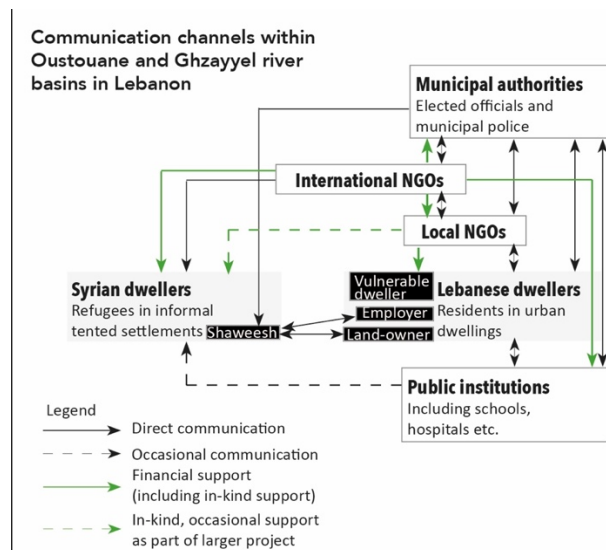 Communication channels within
Oustouane and Ghzayyel river
basins in Lebanon
Municipal authorities
Elected officials and
municipal police
International NGOs
Local NGOs
Syrian dwellers
Refugees in informal
tented settlements
Shaweesh
Vulnerable
dweller
Employer
Land-owner
Lebanese dwellers
Residents in urban
dwellings
Public institutions
Including schools,
hospitals etc.
Legend
Direct communication
Occasional communication
Financial support
(including in-kind support)
In-kind, occasional support
as part of larger project